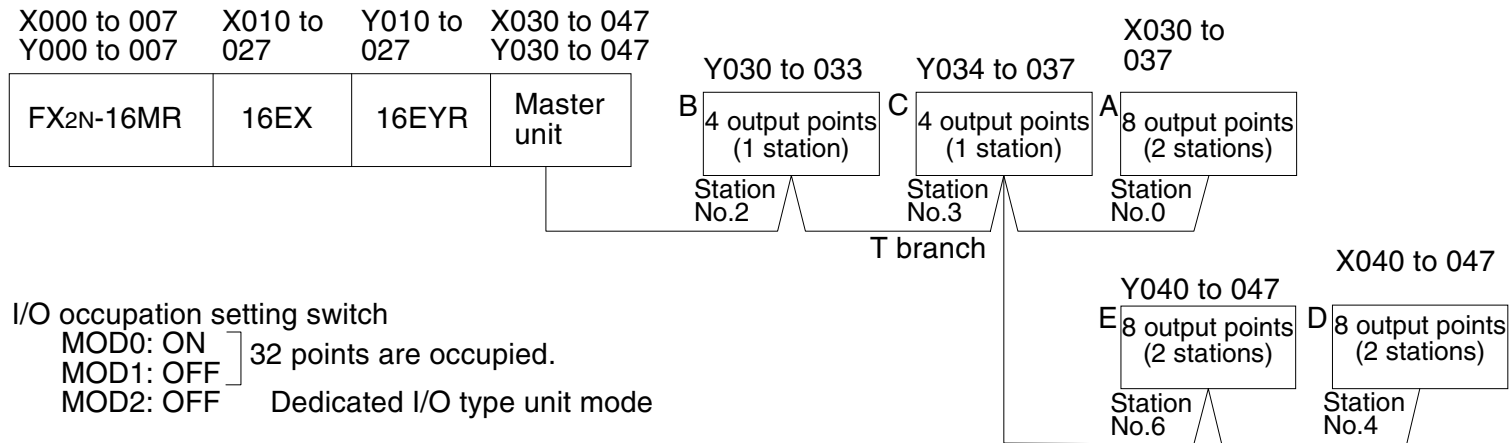 X000 to 007
Y000 to 007
X010 to
027
Y010 to
027
X030 to 047
Y030 to 047
FX2N-16MR
16EX
16EYR
Master
unit
Y030 to 033
B
4 output points
(1 station)
Station
No.2
Y034 to 037
C
4 output points
(1 station)
Station
No.3
X030 to
037
A
8 output points
(2 stations)
Station
No.0
T branch
Y040 to 047
E
8 output points
(2 stations)
Station
No.6
X040 to 047
D
8 output points
(2 stations)
Station
No.4
I/O occupation setting switch
MOD0: ON
MOD1: OFF
32 points are occupied.
MOD2: OFF Dedicated I/O type unit mode